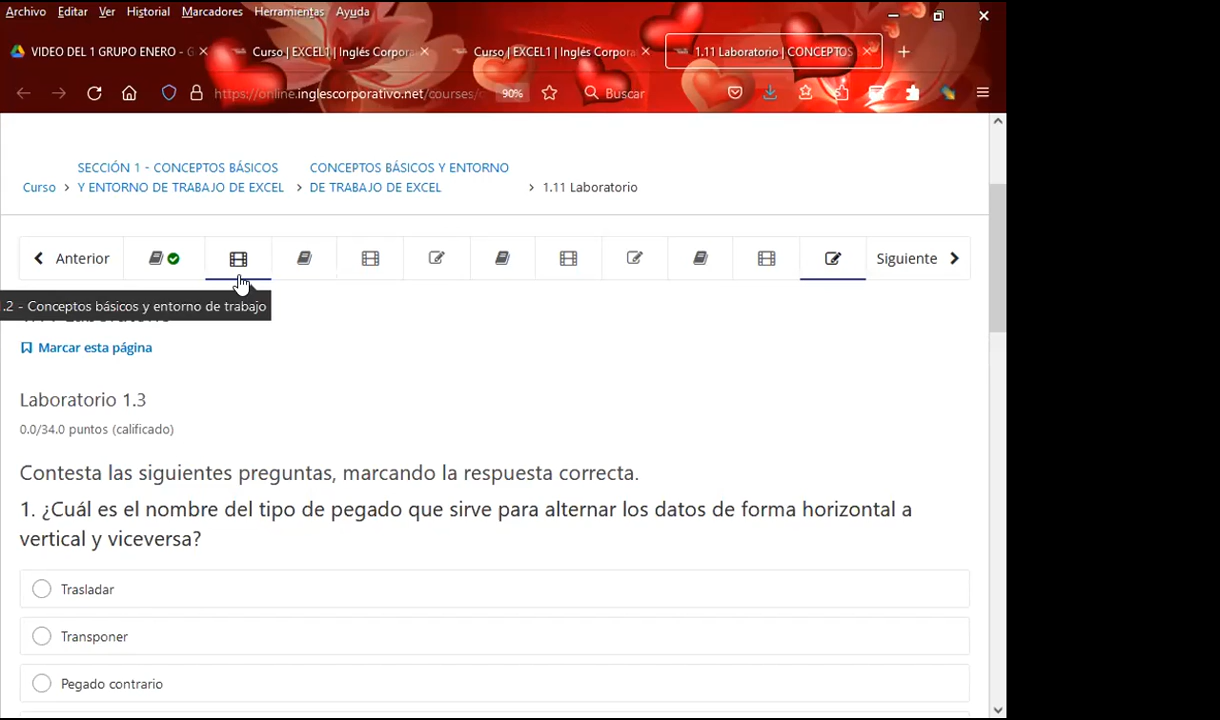 Archivo Editar Ver Historial Marcadores Herramientas Ayuda
VIDEO DEL 1 GRUPO ENERO - G
Curso | EXCEL1 | Inglés Corpora
Curso | EXCEL1 | Inglés Corpora
1.11 Laboratorio | CONCEPTOS
https://online.inglescorporativo.net/courses/
90%
Buscar
SECCIÓN 1 - CONCEPTOS BÁSICOS
CONCEPTOS BÁSICOS Y ENTORNO
Curso > Y ENTORNO DE TRABAJO DE EXCEL > DE TRABAJO DE EXCEL > 1.11 Laboratorio
Anterior
Siguiente
.2 - Conceptos básicos y entorno de trabajo
Marcar esta página
Laboratorio 1.3
0.0/34.0 puntos (calificado)
Contesta las siguientes preguntas, marcando la respuesta correcta.
1. ¿Cuál es el nombre del tipo de pegado que sirve para alternar los datos de forma horizontal a
vertical y viceversa?
Trasladar
Transponer
Pegado contrario